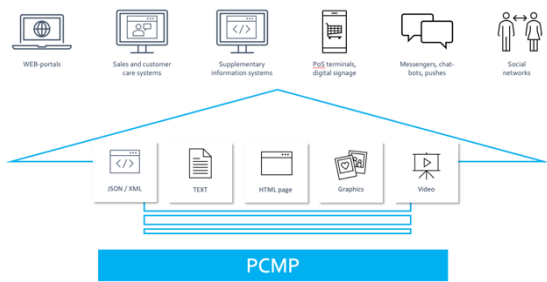 WEB-portals
Sales and customer
care systems
Supplementary
information systems
PoS terminals,
digital signage
Messengers, chat-
bots, pushes
Social
networks
JSON / XML
TEXT
HTML page
Graphics
Video
PCMP